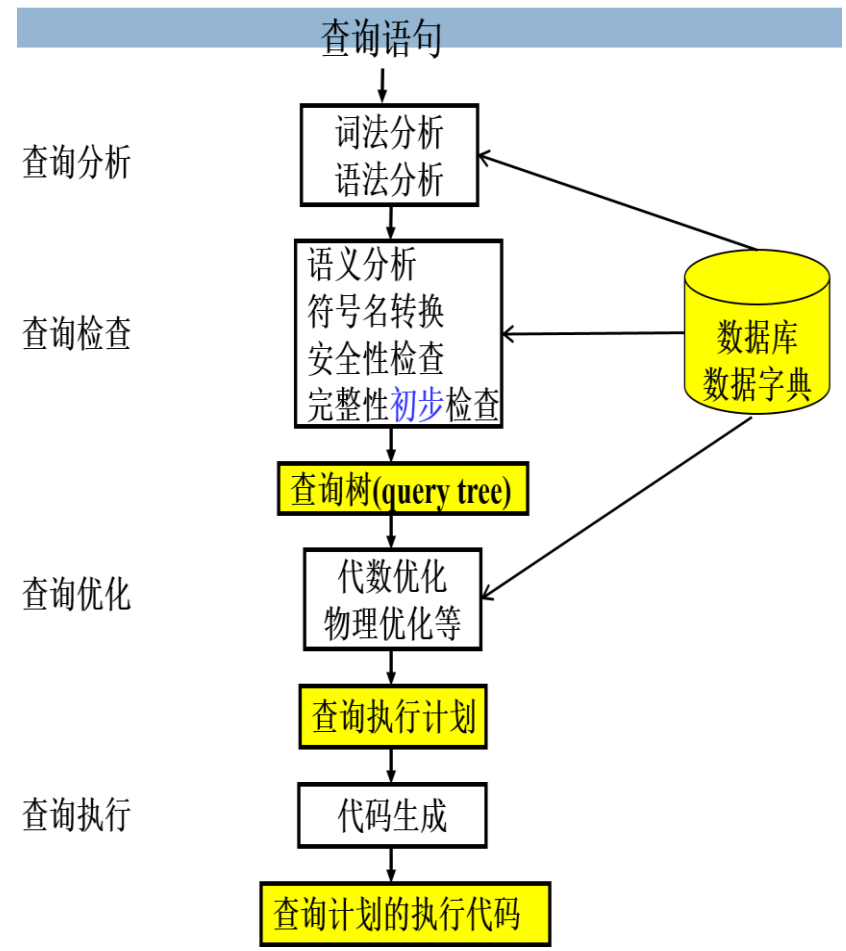 查询语句
查询分析
词法分析
语法分析
查询检查
语义分析
符号名转换
安全性检查
完整性初步检查
数据库
数据字典
查询树(query tree)
查询优化
代数优化
物理优化等
查询执行计划
查询执行
代码生成
查询计划的执行代码